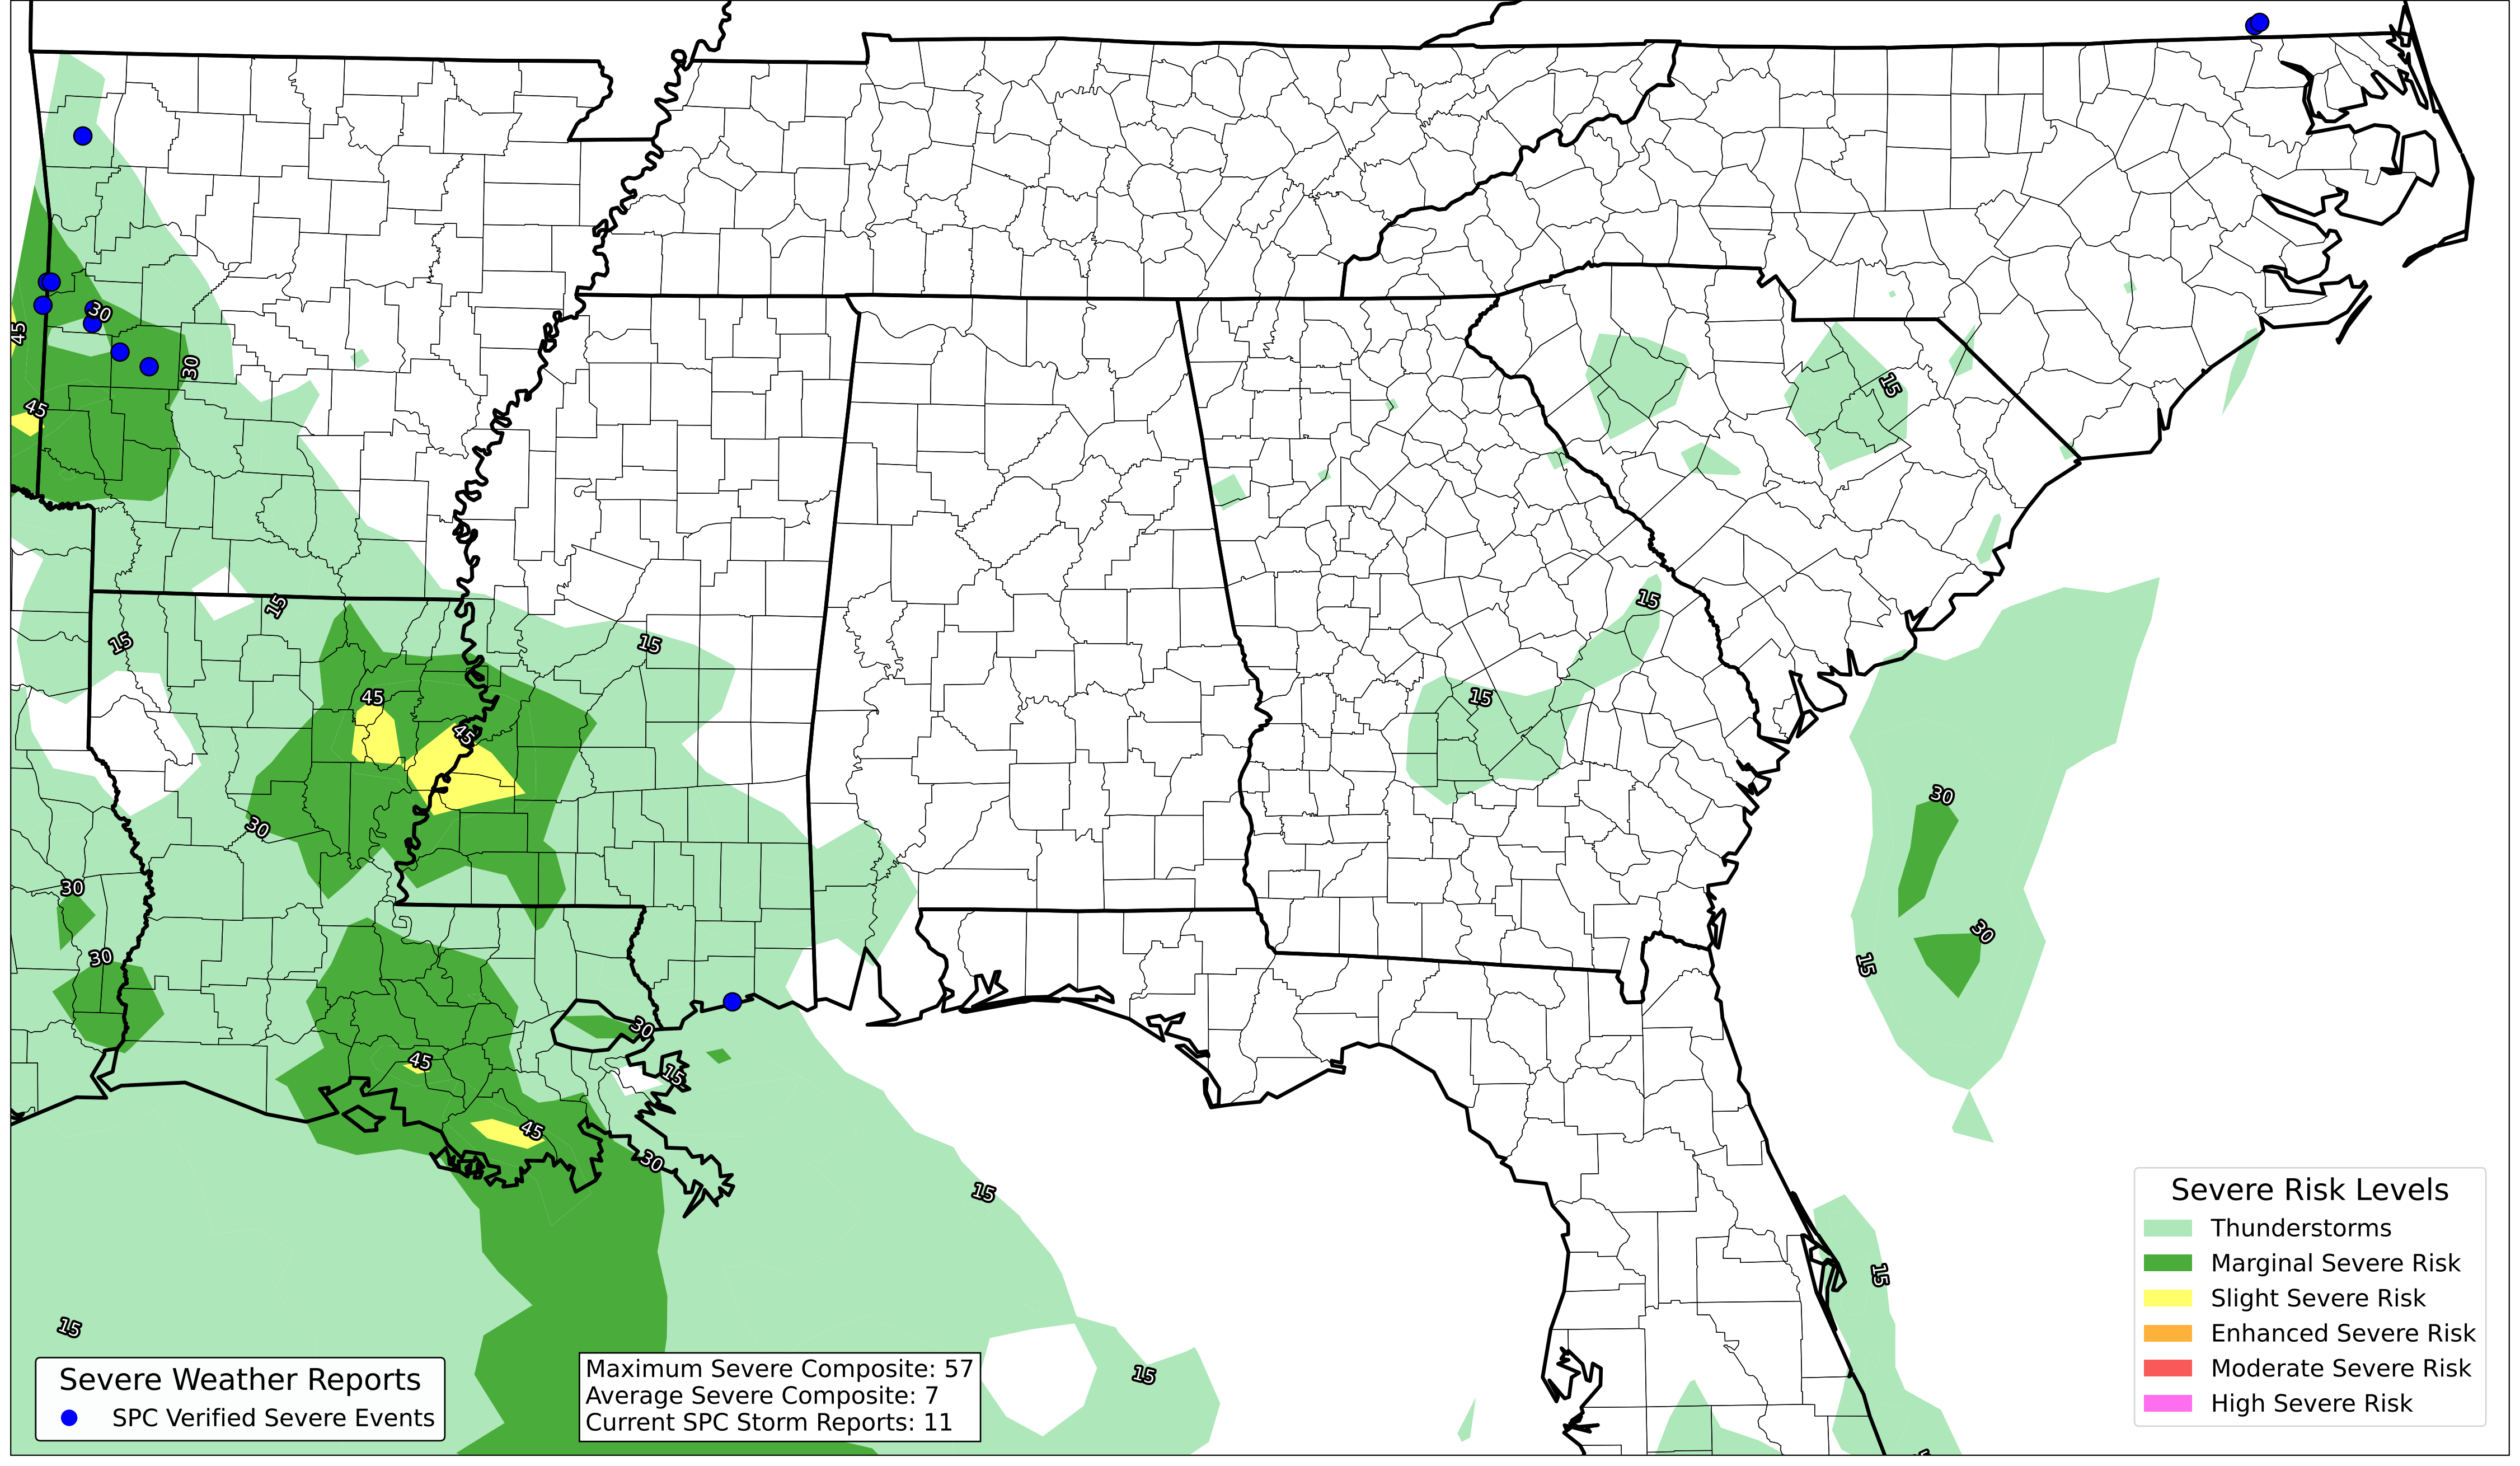 30
45
30
45
15
15
15
15
15
15
45
45
30
30
30
30
30
15
45
45
30
30
15
15
15
15
15
15
Severe Weather Reports
SPC Verified Severe Events
Maximum Severe Composite: 57
Average Severe Composite: 7
Current SPC Storm Reports: 11
Severe Risk Levels
Thunderstorms
Marginal Severe Risk
Slight Severe Risk
Enhanced Severe Risk
Moderate Severe Risk
High Severe Risk